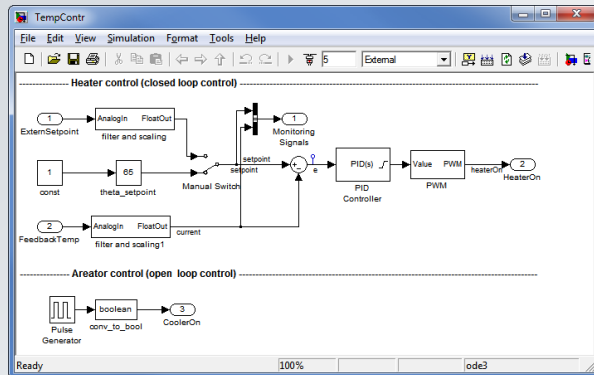 TempContr
File Edit View Simulation Format Tools Help
5 External
Heater control (closed loop control)
1 AnalogIn FloatOut 1
ExternSetpoint filter and scaling Monitoring
Signals
setpoint
1 65 setpoint e PID(s) Value PWM 2
const theta_setpoint Manual Switch PID
Controller PWM heaterOn HeaterOn
2 AnalogIn FloatOut
FeedbackTemp filter and scaling1 current
Areator control (open loop control)
boolean 3
Pulse
Generator conv_to_bool CoolerOn
Ready 100% ode3